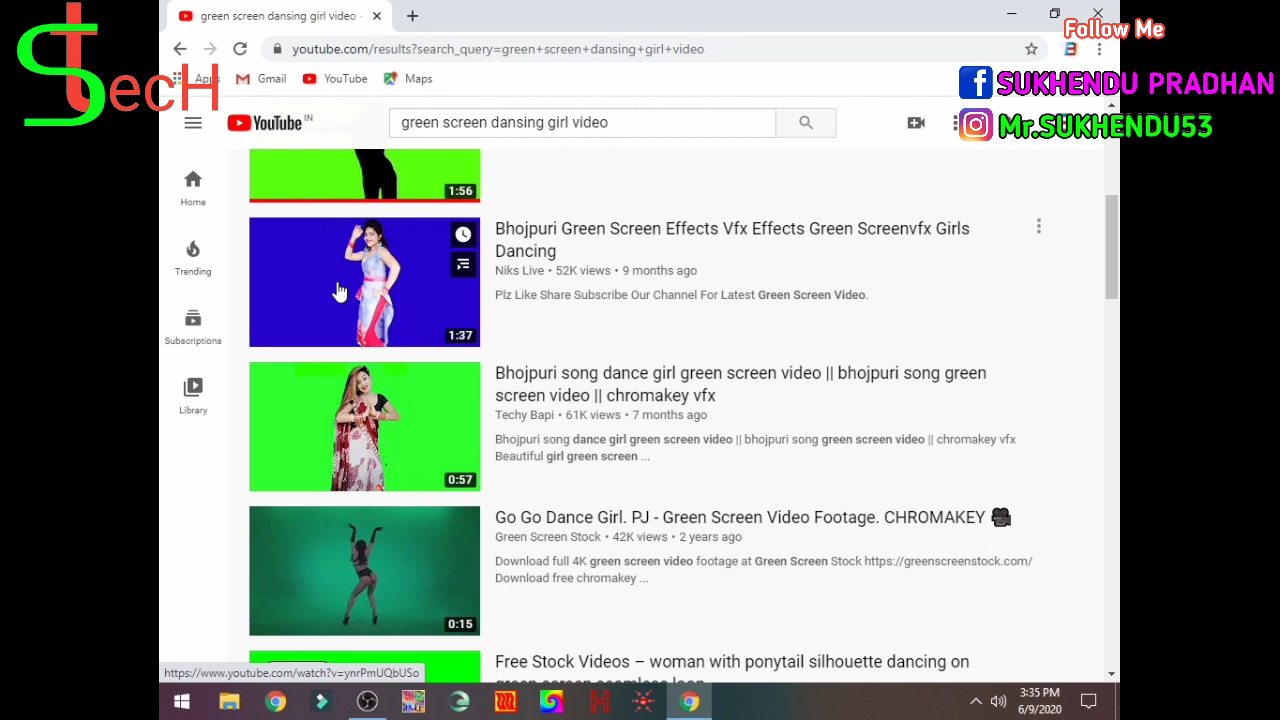 green screen dansing girl video
Follow Me
youtube.com/results?search_query=green+screen+dansing+girl+video
Apps
Gmail
YouTube
Maps
StecH
SUKHENDU PRADHAN
YouTube IN
green screen dansing girl video
Mr.SUKHENDU53
Home
Trending
Subscriptions
Library
1:56
Bhojpuri Green Screen Effects Vfx Effects Green Screenvfx Girls
Dancing
Niks Live • 52K views • 9 months ago
Plz Like Share Subscribe Our Channel For Latest Green Screen Video.
1:37
Bhojpuri song dance girl green screen video || bhojpuri song green
screen video || chromakey vfx
Techy Bapi • 61K views • 7 months ago
Bhojpuri song dance girl green screen video || bhojpuri song green screen video || chromakey vfx
Beautiful girl green screen ...
0:57
Go Go Dance Girl. PJ - Green Screen Video Footage. CHROMAKEY
Green Screen Stock • 42K views • 2 years ago
Download full 4K green screen video footage at Green Screen Stock https://greenscreenstock.com/
Download free chromakey ...
0:15
Free Stock Videos – woman with ponytail silhouette dancing on
green screen seamless loop
https://www.youtube.com/watch?v=ynrPmUQbUSo
3:35 PM
6/9/2020